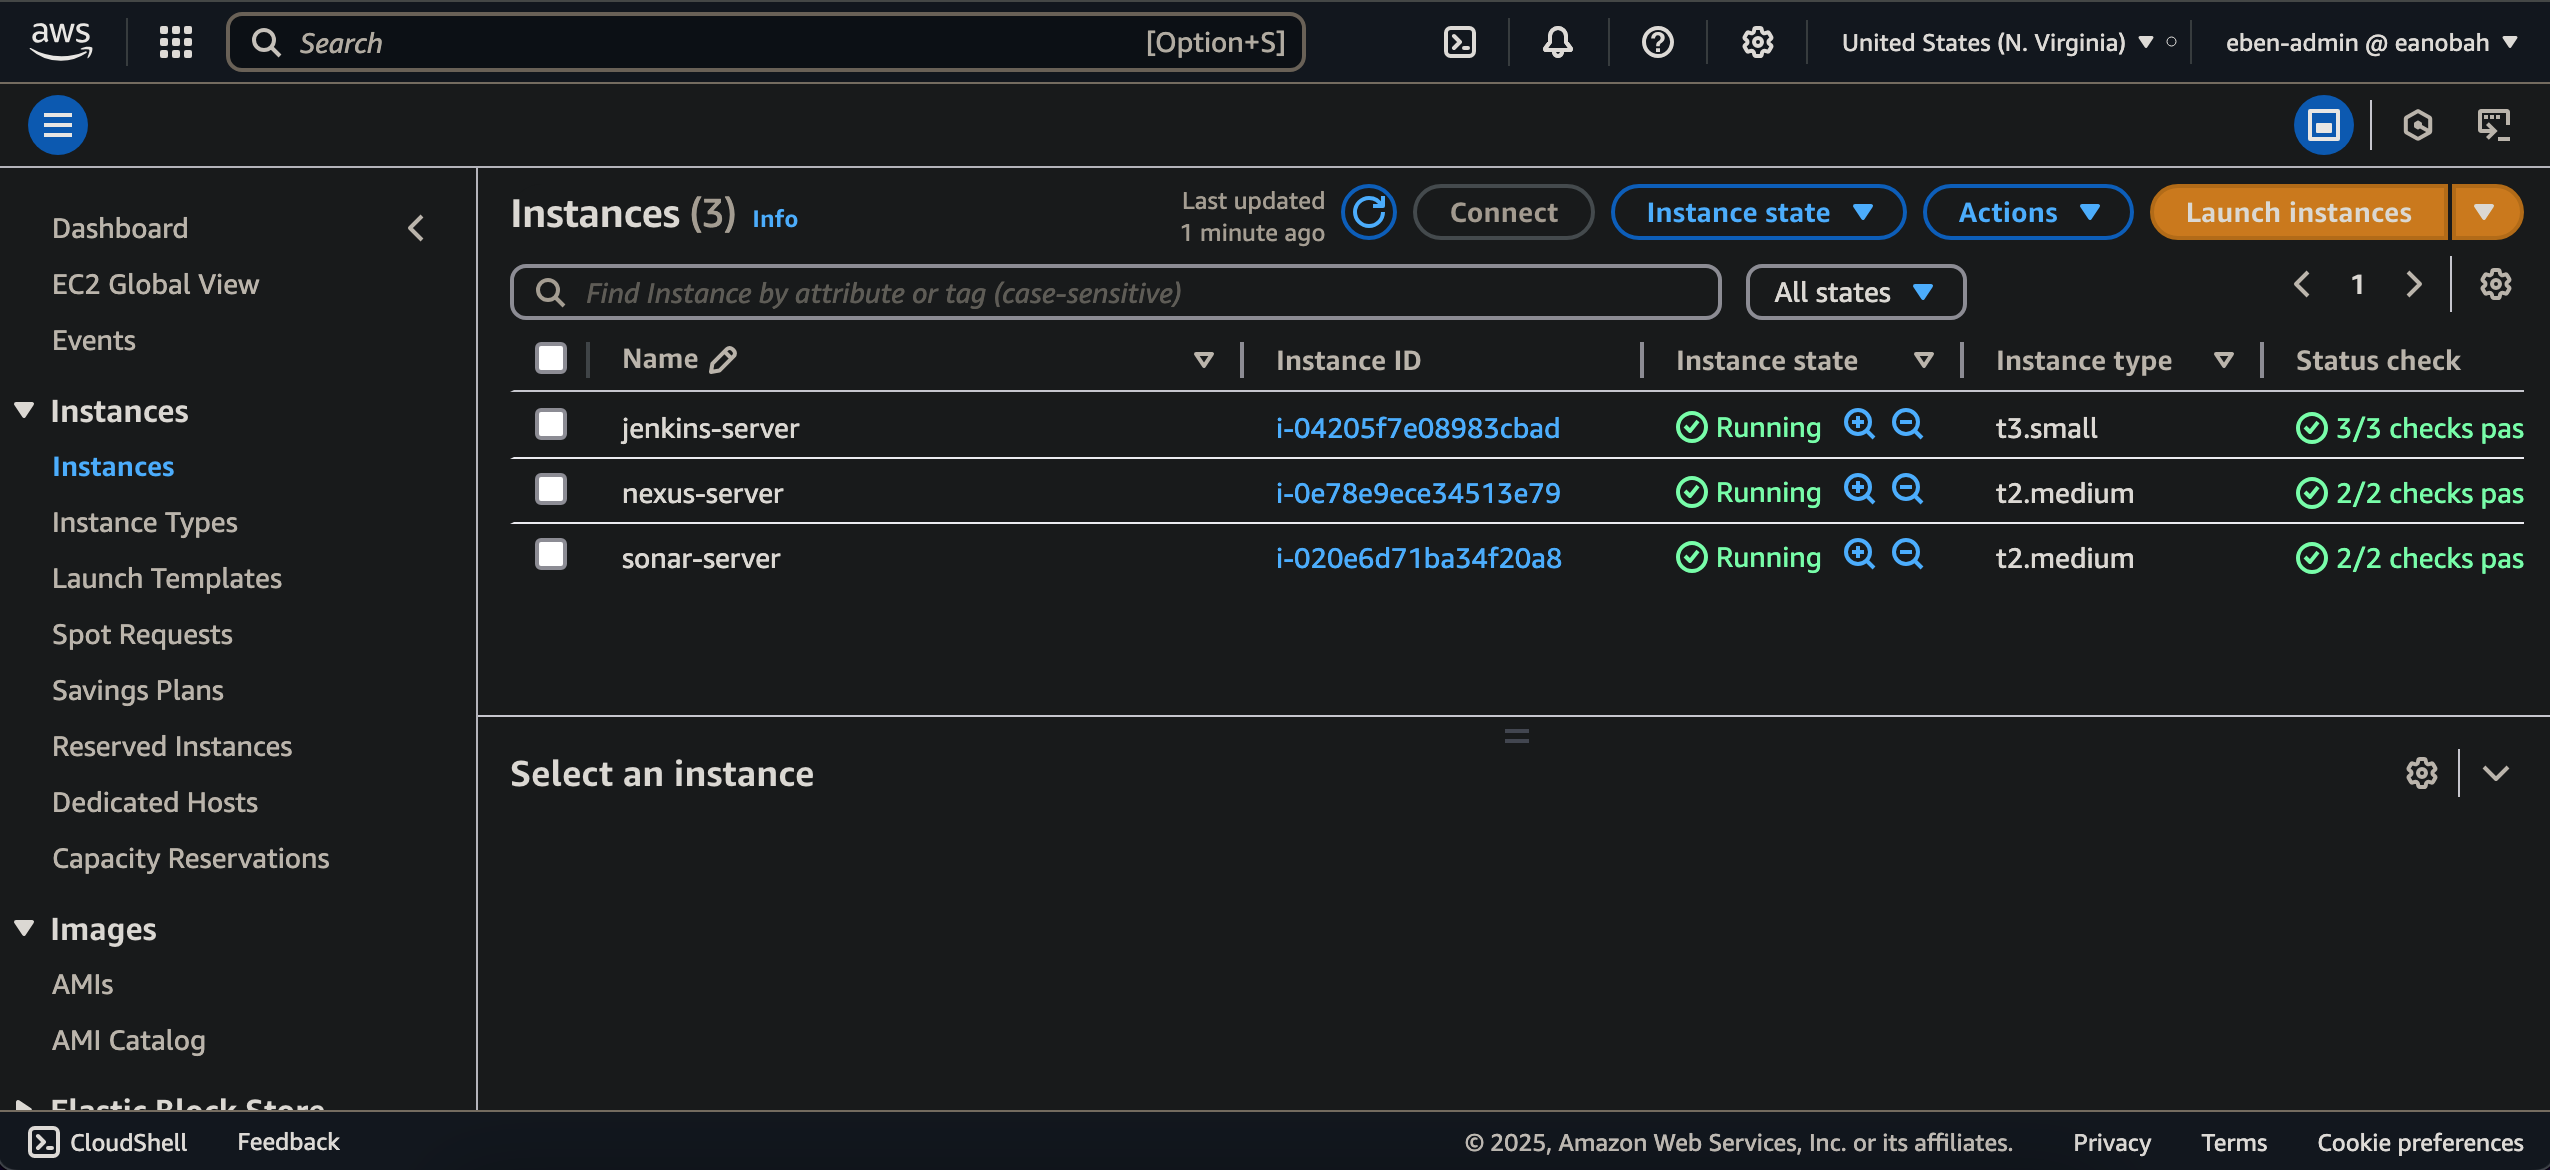 aws
Search
[Option+S]
United States (N. Virginia)
eben-admin @ eanobah
Dashboard
EC2 Global View
Events
Instances
Instances
Instance Types
Launch Templates
Spot Requests
Savings Plans
Reserved Instances
Dedicated Hosts
Capacity Reservations
Images
AMIs
AMI Catalog
Elastic Block Store
Instances (3) Info
Last updated
1 minute ago
Connect
Instance state
Actions
Launch instances
Find Instance by attribute or tag (case-sensitive)
All states
1
Name Instance ID Instance state Instance type Status check
jenkins-server i-04205f7e08983cbad Running t3.small 3/3 checks pas
nexus-server i-0e78e9ece34513e79 Running t2.medium 2/2 checks pas
sonar-server i-020e6d71ba34f20a8 Running t2.medium 2/2 checks pas
Select an instance
CloudShell Feedback © 2025, Amazon Web Services, Inc. or its affiliates. Privacy Terms Cookie preferences